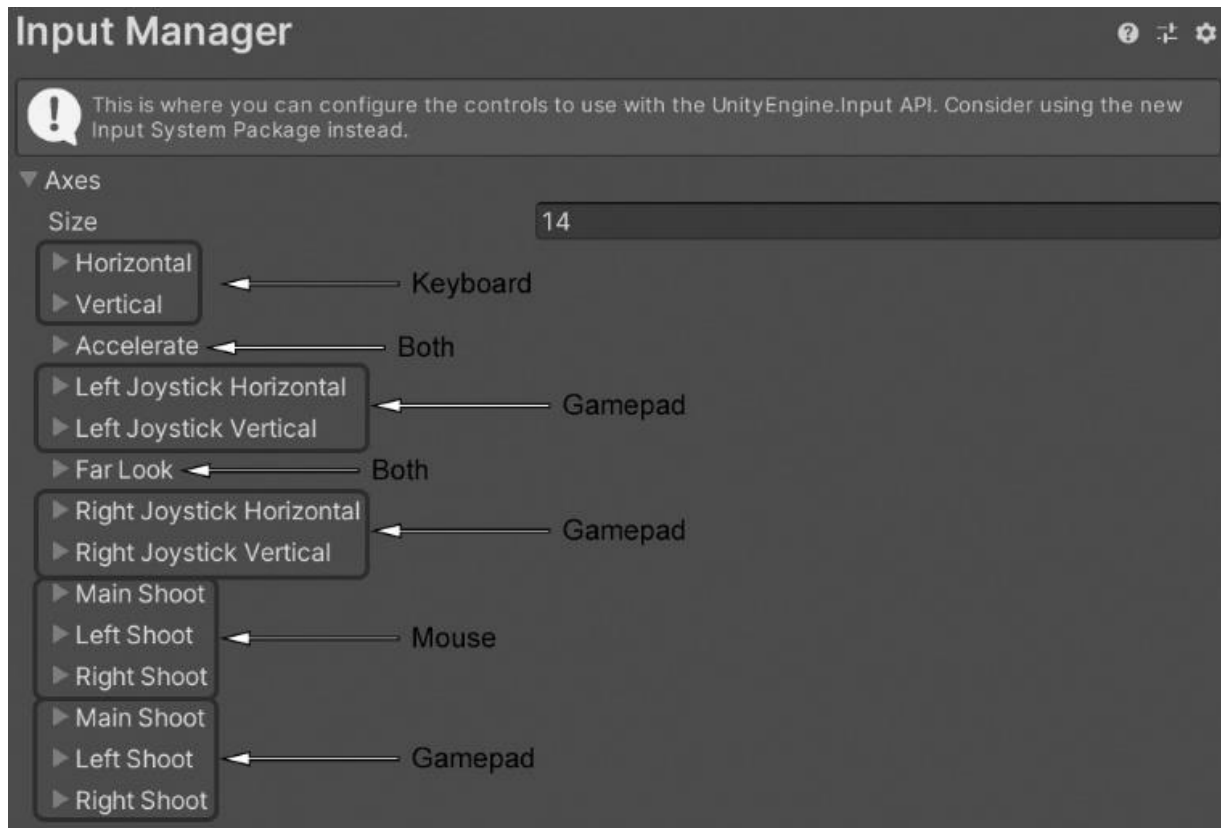 Input Manager
This is where you can configure the controls to use with the UnityEngine.Input API. Consider using the new
Input System Package instead.
Axes
Size 14
Horizontal
Keyboard
Vertical
Accelerate Both
Left Joystick Horizontal
Gamepad
Left Joystick Vertical
Far Look Both
Right Joystick Horizontal
Gamepad
Right Joystick Vertical
Main Shoot
Left Shoot Mouse
Right Shoot
Main Shoot
Left Shoot Gamepad
Right Shoot